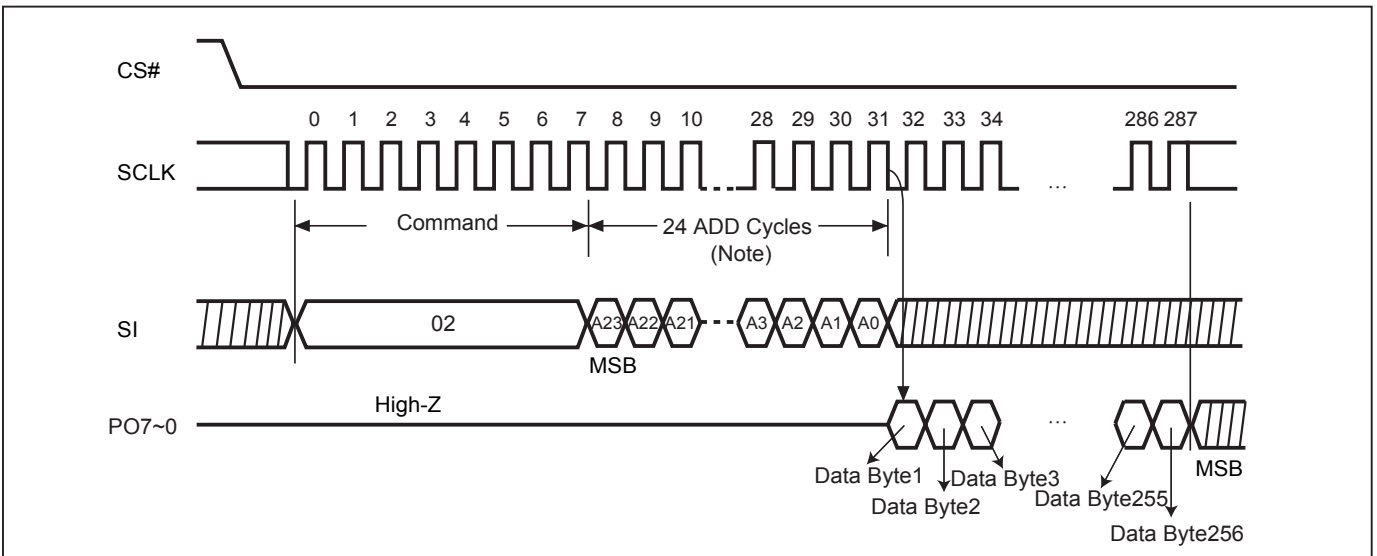 CS#
0 1 2 3 4 5 6 7 8 9 10 28 29 30 31 32 33 34 286 287
SCLK
...
Command
24 ADD Cycles
(Note)
SI
02
A23 A22 A21 A3 A2 A1 A0
MSB
High-Z
PO7~0
...
MSB
Data Byte1
Data Byte2
Data Byte3
Data Byte255
Data Byte256